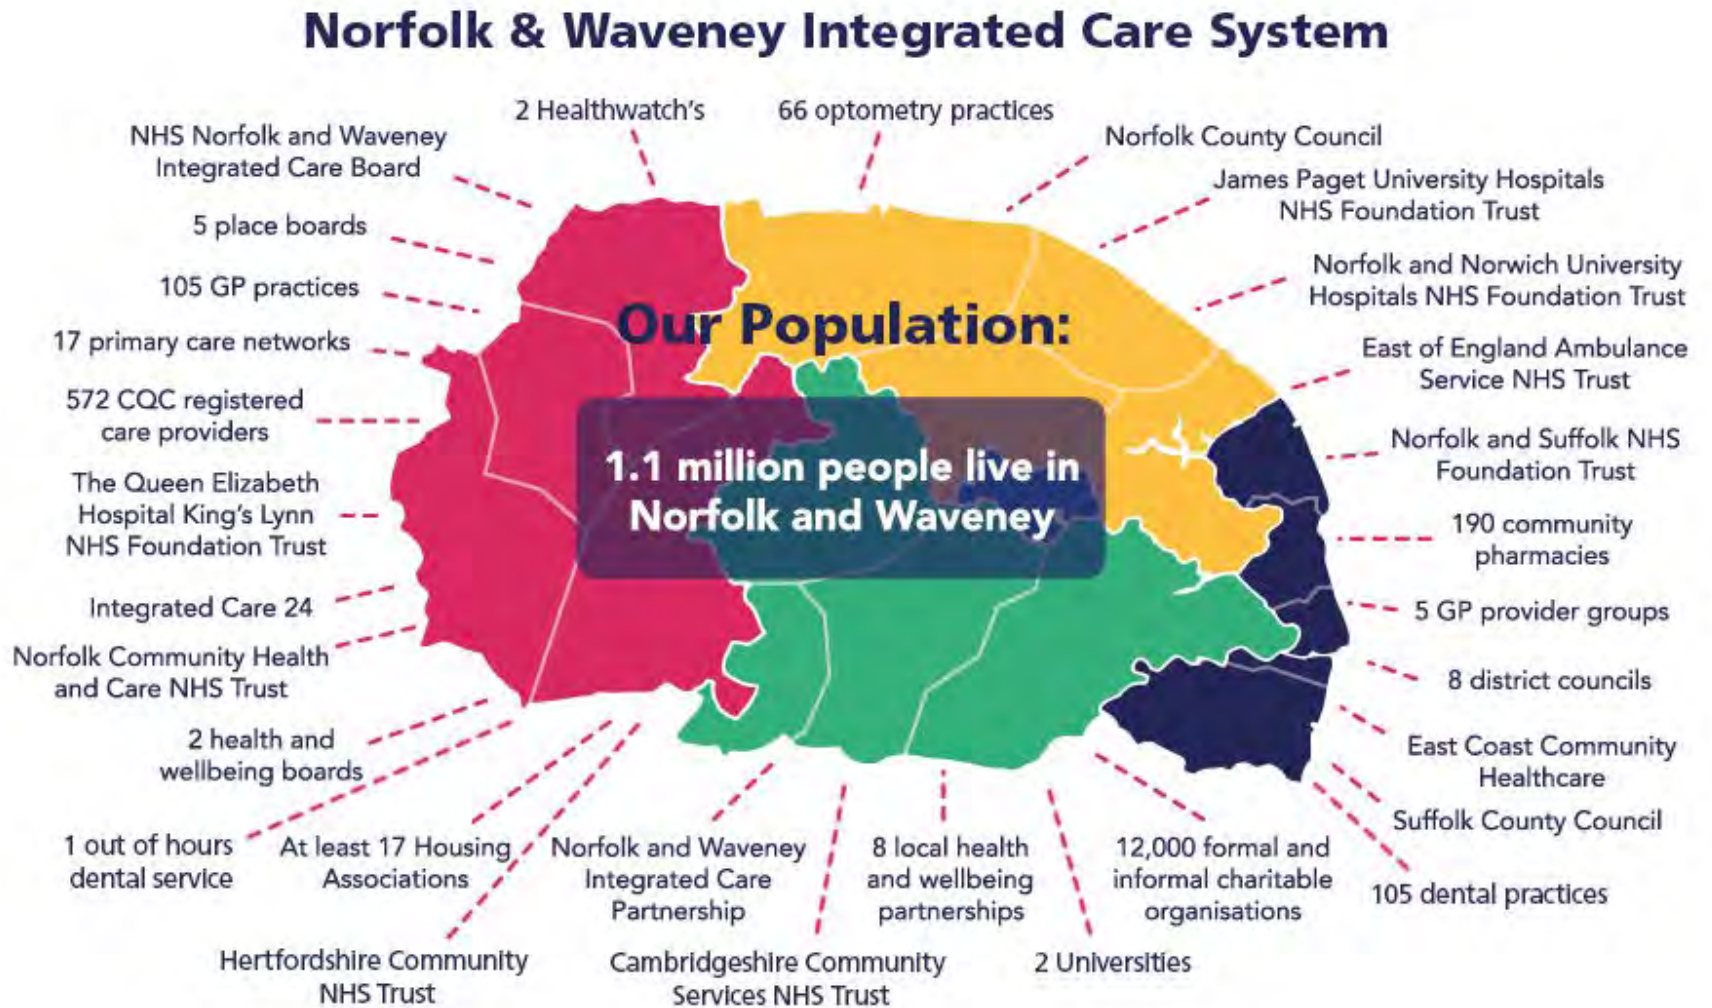 Norfolk & Waveney Integrated Care System
2 Healthwatch's
66 optometry practices
NHS Norfolk and Waveney
Integrated Care Board
Norfolk County Council
5 place boards
James Paget University Hospitals
NHS Foundation Trust
105 GP practices
Norfolk and Norwich University
Hospitals NHS Foundation Trust
17 primary care networks
East of England Ambulance
Service NHS Trust
572 CQC registered
care providers
Norfolk and Suffolk NHS
Foundation Trust
The Queen Elizabeth
Hospital King's Lynn
NHS Foundation Trust
190 community
pharmacies
Integrated Care 24
5 GP provider groups
Norfolk Community Health
and Care NHS Trust
8 district councils
2 health and
wellbeing boards
East Coast Community
Healthcare
Suffolk County Council
1 out of hours
dental service
At least 17 Housing
Associations
Norfolk and Waveney
Integrated Care
Partnership
8 local health
and wellbeing
partnerships
12,000 formal and
informal charitable
organisations
105 dental practices
Hertfordshire Community
NHS Trust
Cambridgeshire Community
Services NHS Trust
2 Universities
Our Population:
1.1 million people live in
Norfolk and Waveney